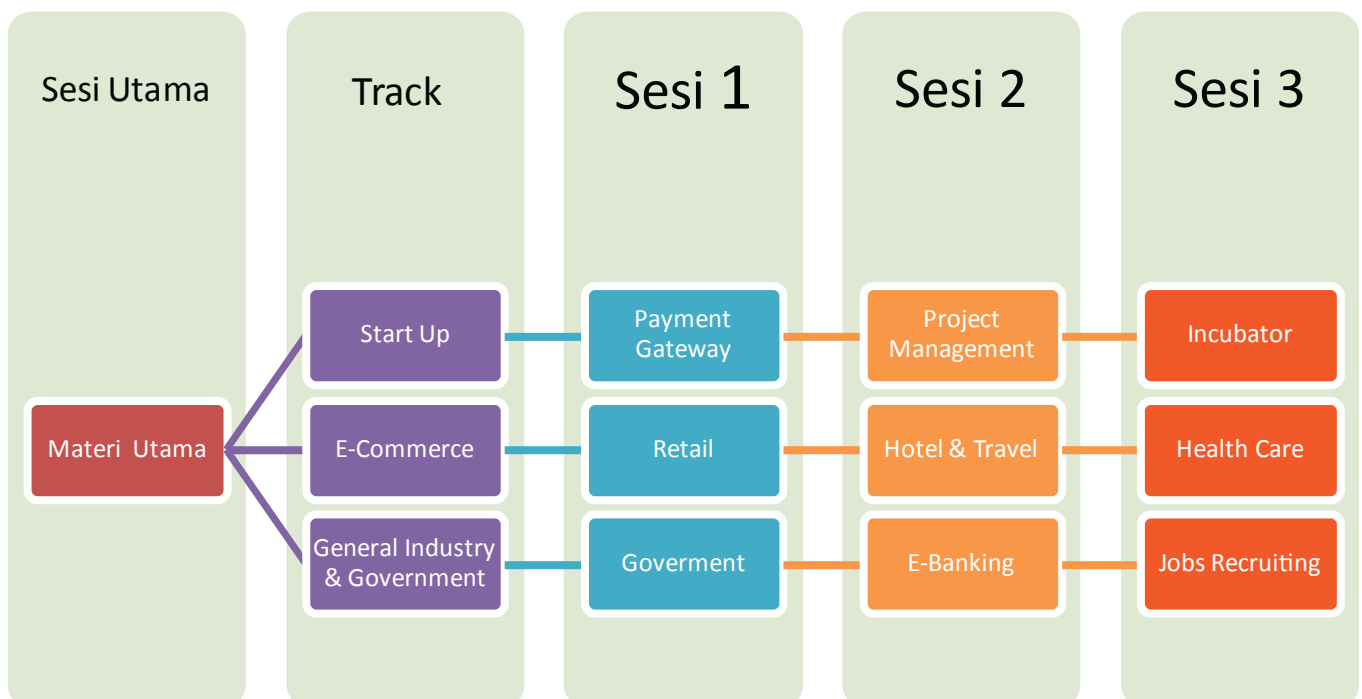 Sesi Utama
Track
Sesi 1
Sesi 2
Sesi 3
Start Up
Payment
Gateway
Project
Management
Incubator
Materi Utama
E-Commerce
Retail
Hotel & Travel
Health Care
General Industry
& Government
Goverment
E-Banking
Jobs Recruiting